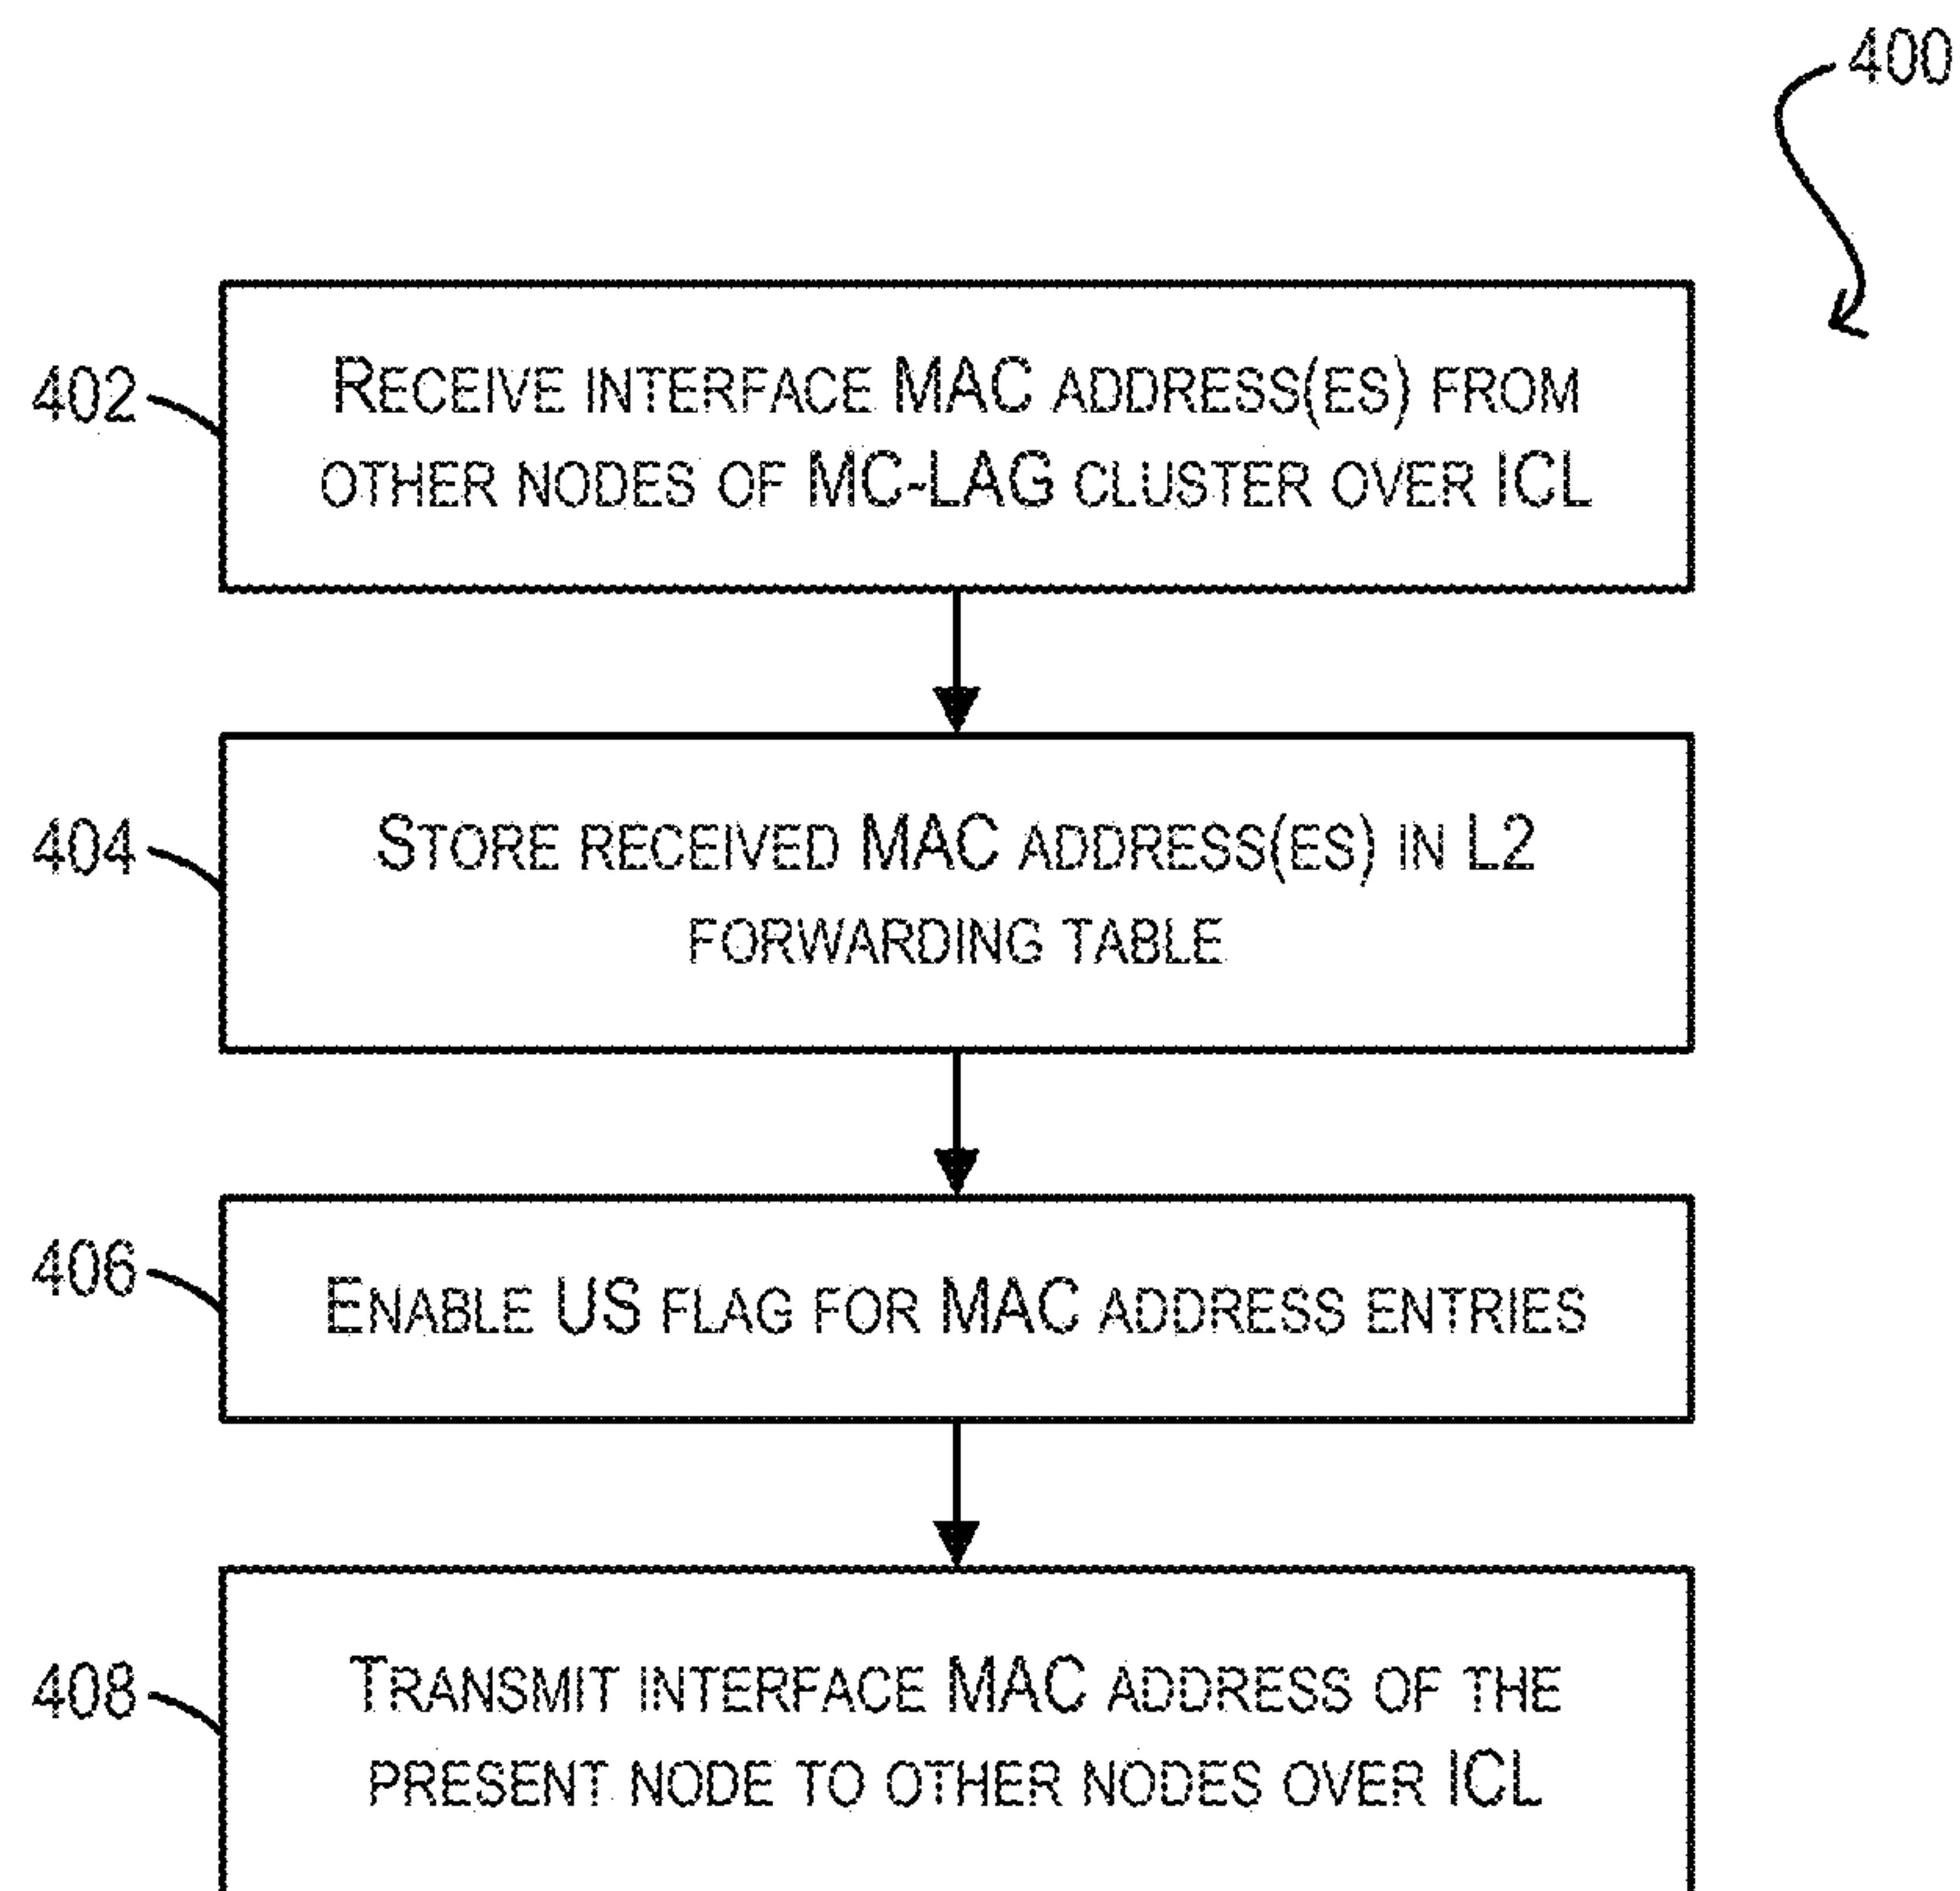 400
402
RECEIVE INTERFACE MAC ADDRESS(ES) FROM
OTHER NODES OF MC-LAG CLUSTER OVER ICL
404
STORE RECEIVED MAC ADDRESS(ES) IN L2
FORWARDING TABLE
406
ENABLE US FLAG FOR MAC ADDRESS ENTRIES
408
TRANSMIT INTERFACE MAC ADDRESS OF THE
PRESENT NODE TO OTHER NODES OVER ICL